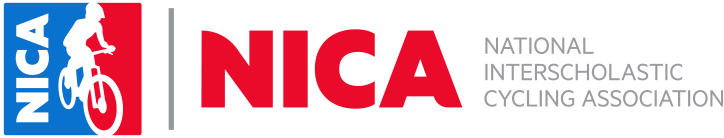 NICA
NICA
NATIONAL
INTERSCHOLASTIC
CYCLING ASSOCIATION